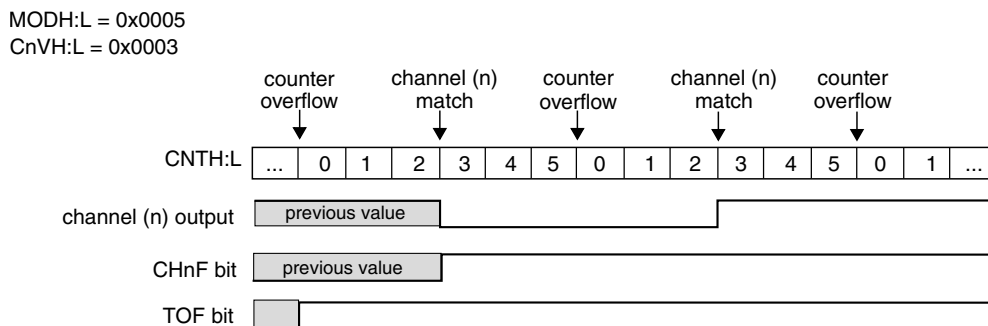 MODH:L = 0x0005
CnVH:L = 0x0003
counter overflow
channel (n) match
counter overflow
channel (n) match
counter overflow
CNTH:L ... 0 1 2 3 4 5 0 1 2 3 4 5 0 1 ...
channel (n) output previous value
CHnF bit previous value
TOF bit